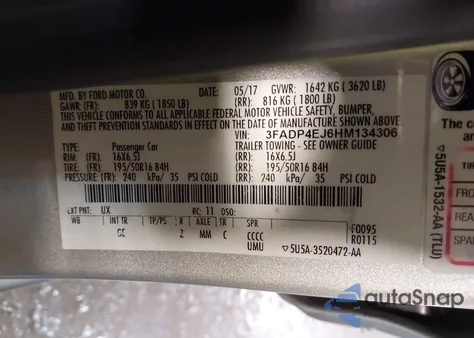 MFD. BY FORD MOTOR CO.
DATE: 05/17 GVWR: 1642 KG ( 3620 LB)
GAWR: (FR): 839 KG ( 1850 LB) (RR): 816 KG ( 1800 LB)
THIS VEHICLE CONFORMS TO ALL APPLICABLE FEDERAL MOTOR VEHICLE SAFETY, BUMPER,
AND THEFT PREVENTION STANDARDS IN EFFECT ON THE DATE OF MANUFACTURE SHOWN ABOVE.
VIN: 3FADP4EJ6HM134306
TYPE: Passenger Car TRAILER TOWING - SEE OWNER GUIDE
RIM: (FR): 16X6.5J (RR): 16X6.5J
TIRE: (FR): 195/50R16 84H (RR): 195/50R16 84H
PRESSURE: (FR): 240 kPa/ 35 PSI COLD (RR): 240 kPa/ 35 PSI COLD
EXT PNT: UX RC: 11 DSO:
WB INT TR TP/PS R AXLE TR SPR
Z MM C CCCC
UMU
F0095
R0115
5U5A-3520472-AA
5U5A-1532-AA (TLU)
autoSnap